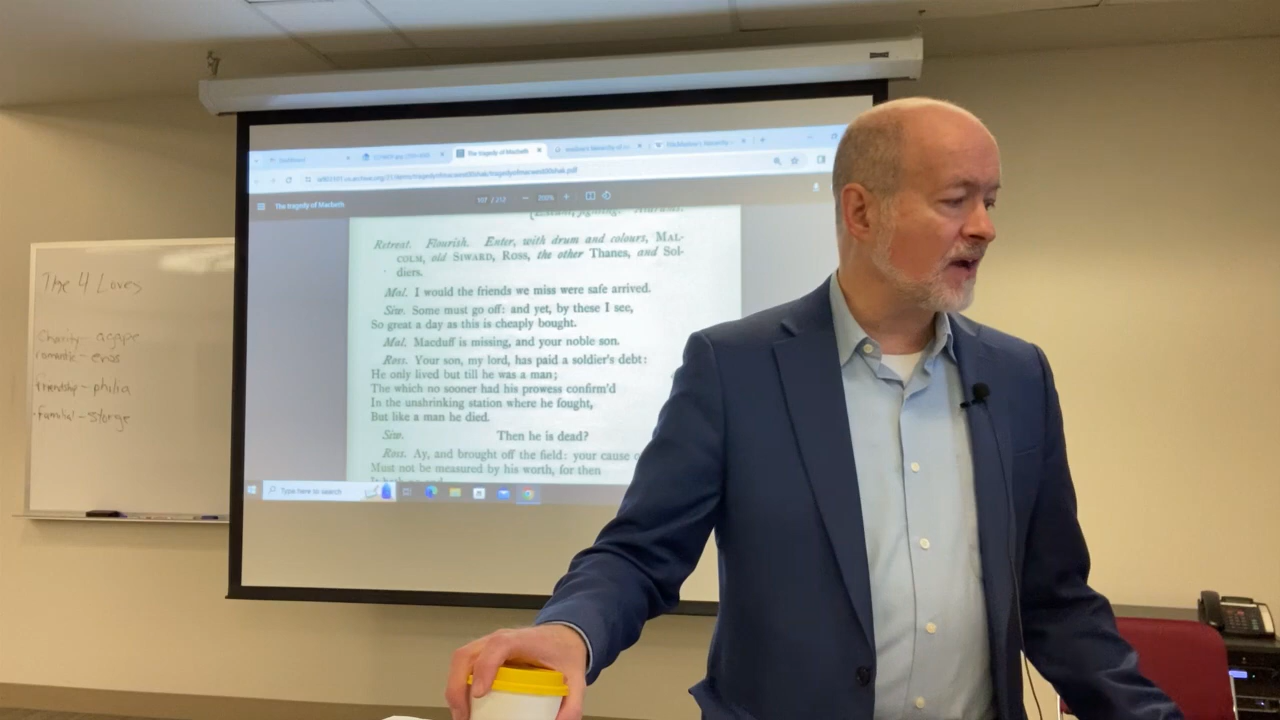 The 4 Loves
Charity - agape
romantic - eros
friendship - philia
familial - storge
Dashboard
The tragedy of Macbeth
The tragedy of Macbeth
107 / 212
200%
Retreat. Flourish. Enter, with drum and colours, MAL-
COLM, old SIWARD, ROSS, the other Thanes, and Sol-
diers.
Mal. I would the friends we miss were safe arrived.
Siw. Some must go off: and yet, by these I see,
So great a day as this is cheaply bought.
Mal. Macduff is missing, and your noble son.
Ross. Your son, my lord, has paid a soldier's debt:
He only lived but till he was a man;
The which no sooner had his prowess confirm'd
In the unshrinking station where he fought,
But like a man he died.
Siw. Then he is dead?
Ross. Ay, and brought off the field: your cause
Must not be measured by his worth, for then
Type here to search